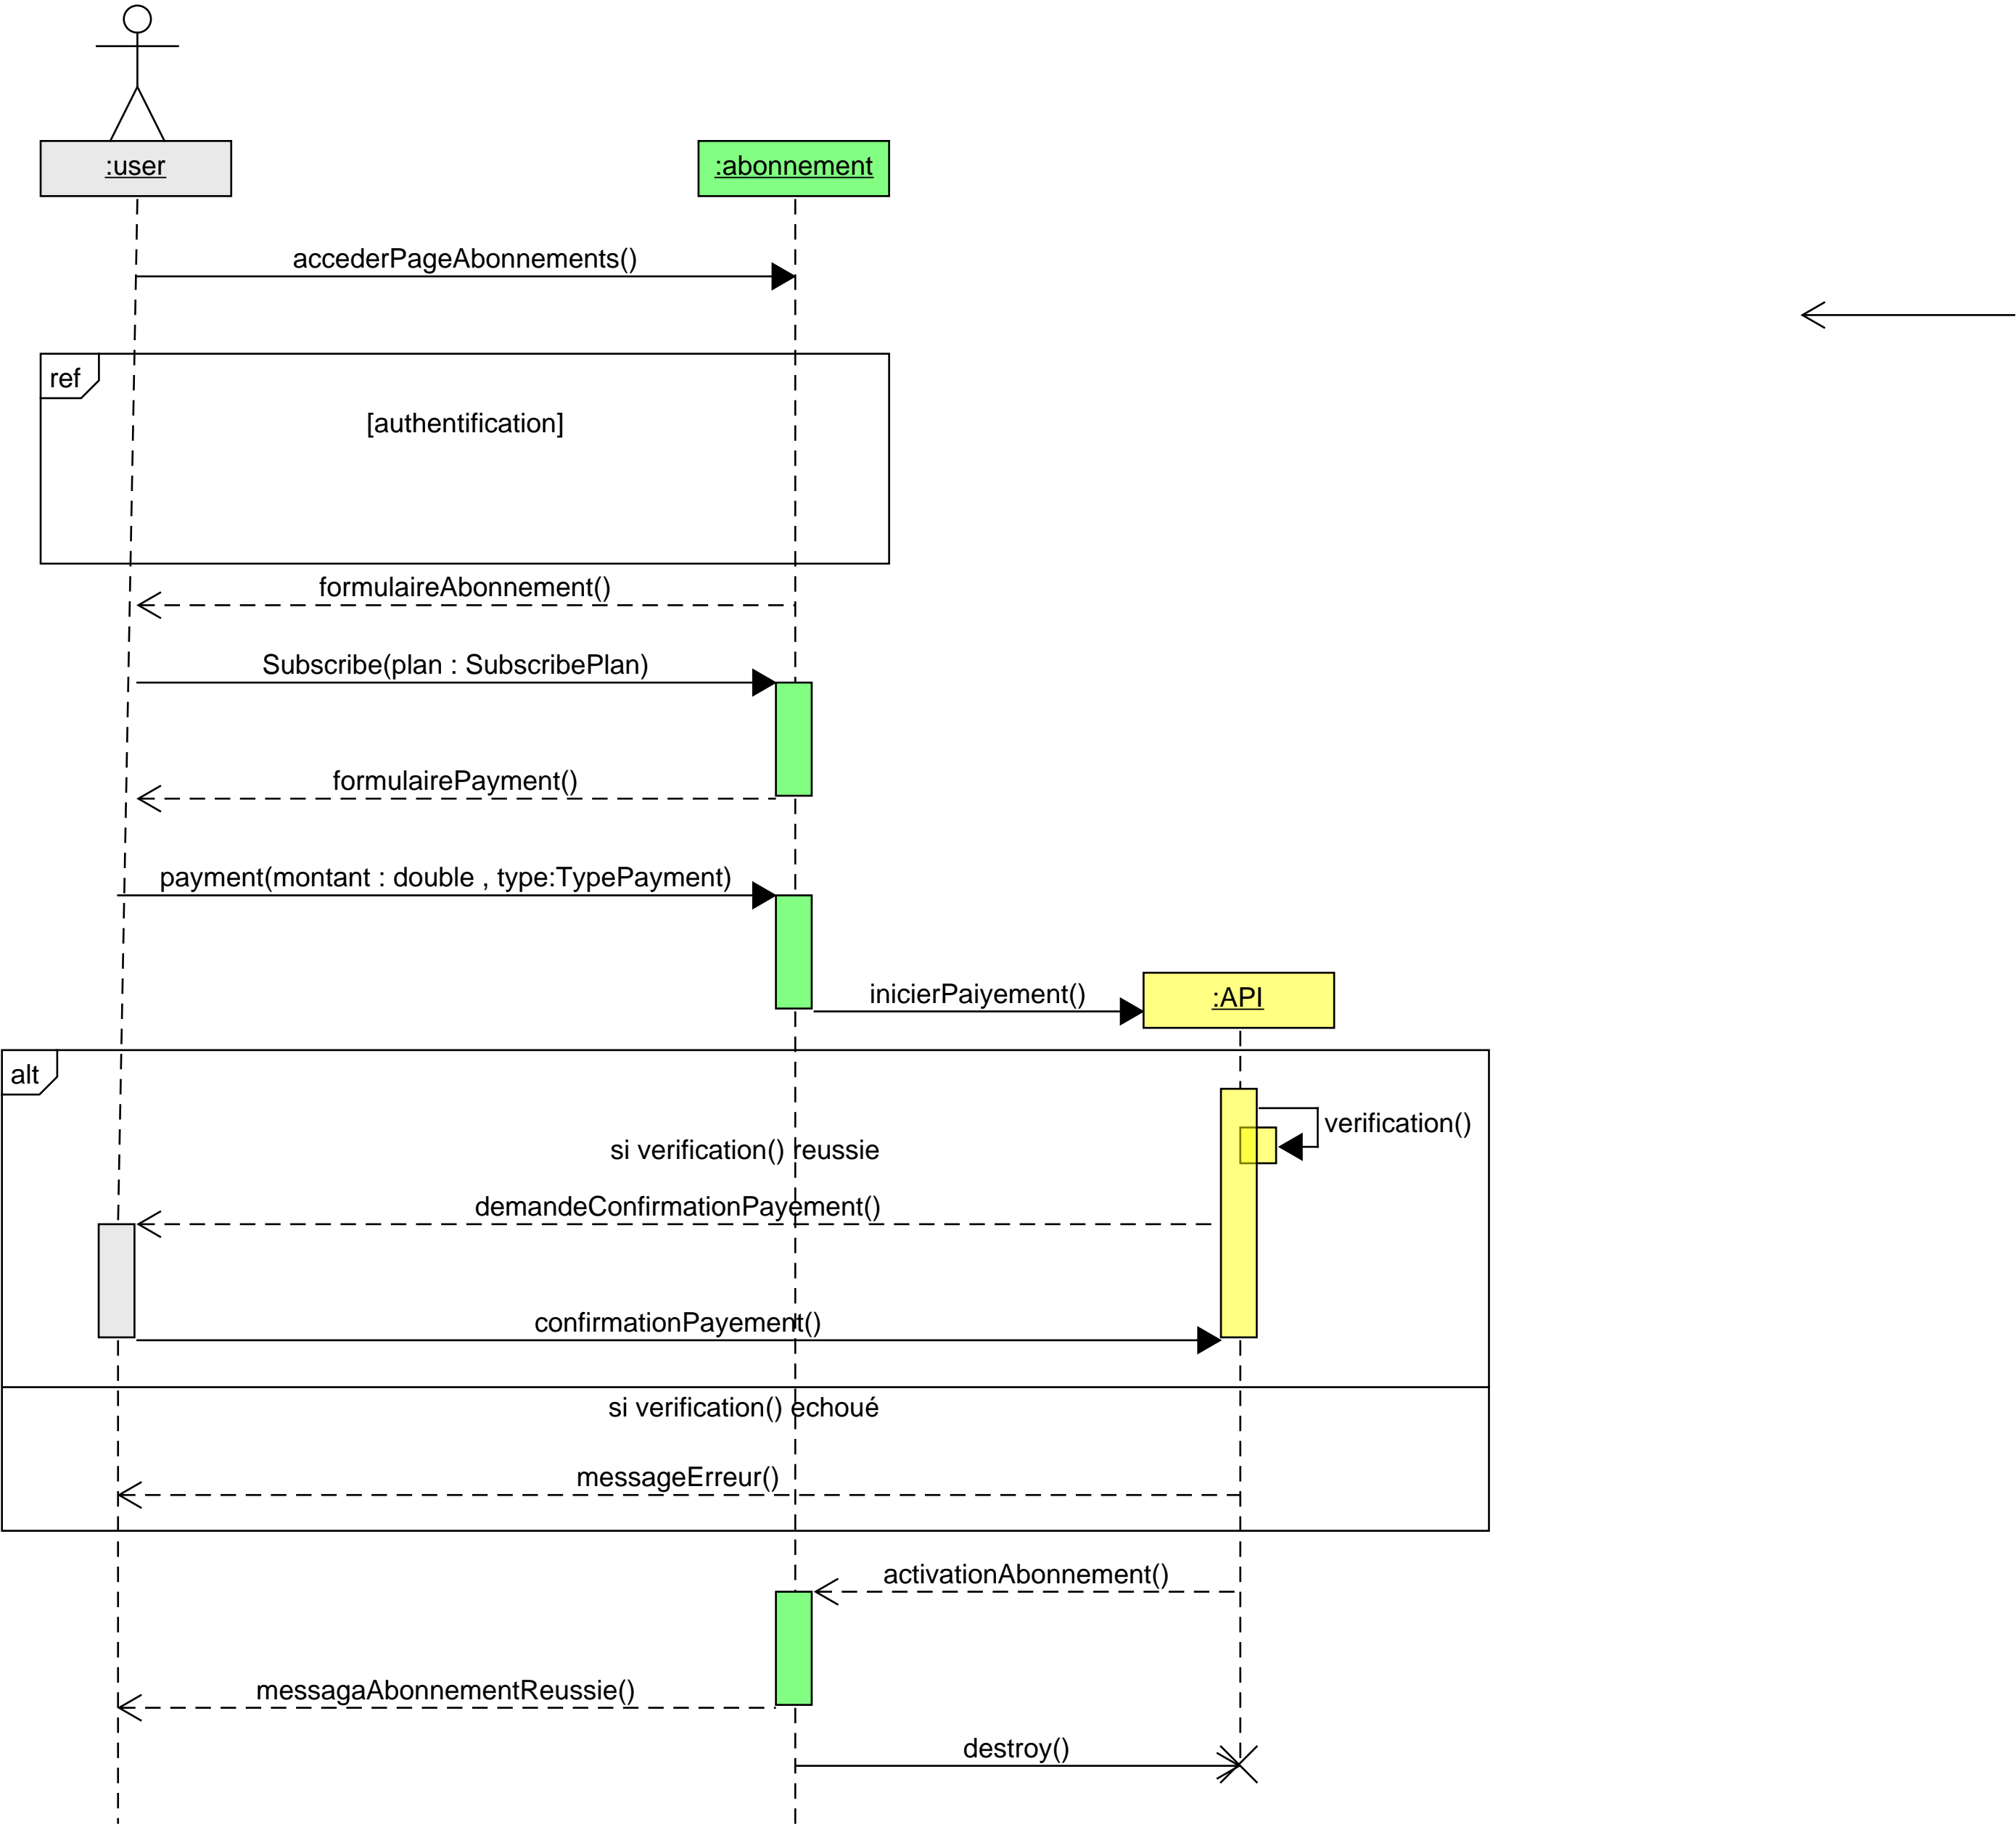 :user
:abonnement
accederPageAbonnements()
ref
[authentification]
formulaireAbonnement()
Subscribe(plan : SubscribePlan)
formulairePayment()
payment(montant : double , type:TypePayment)
inicierPaiyement()
:API
alt
verification()
si verification() reussie
demandeConfirmationPayement()
confirmationPayement()
si verification() echoué
messageErreur()
activationAbonnement()
messagaAbonnementReussie()
destroy()